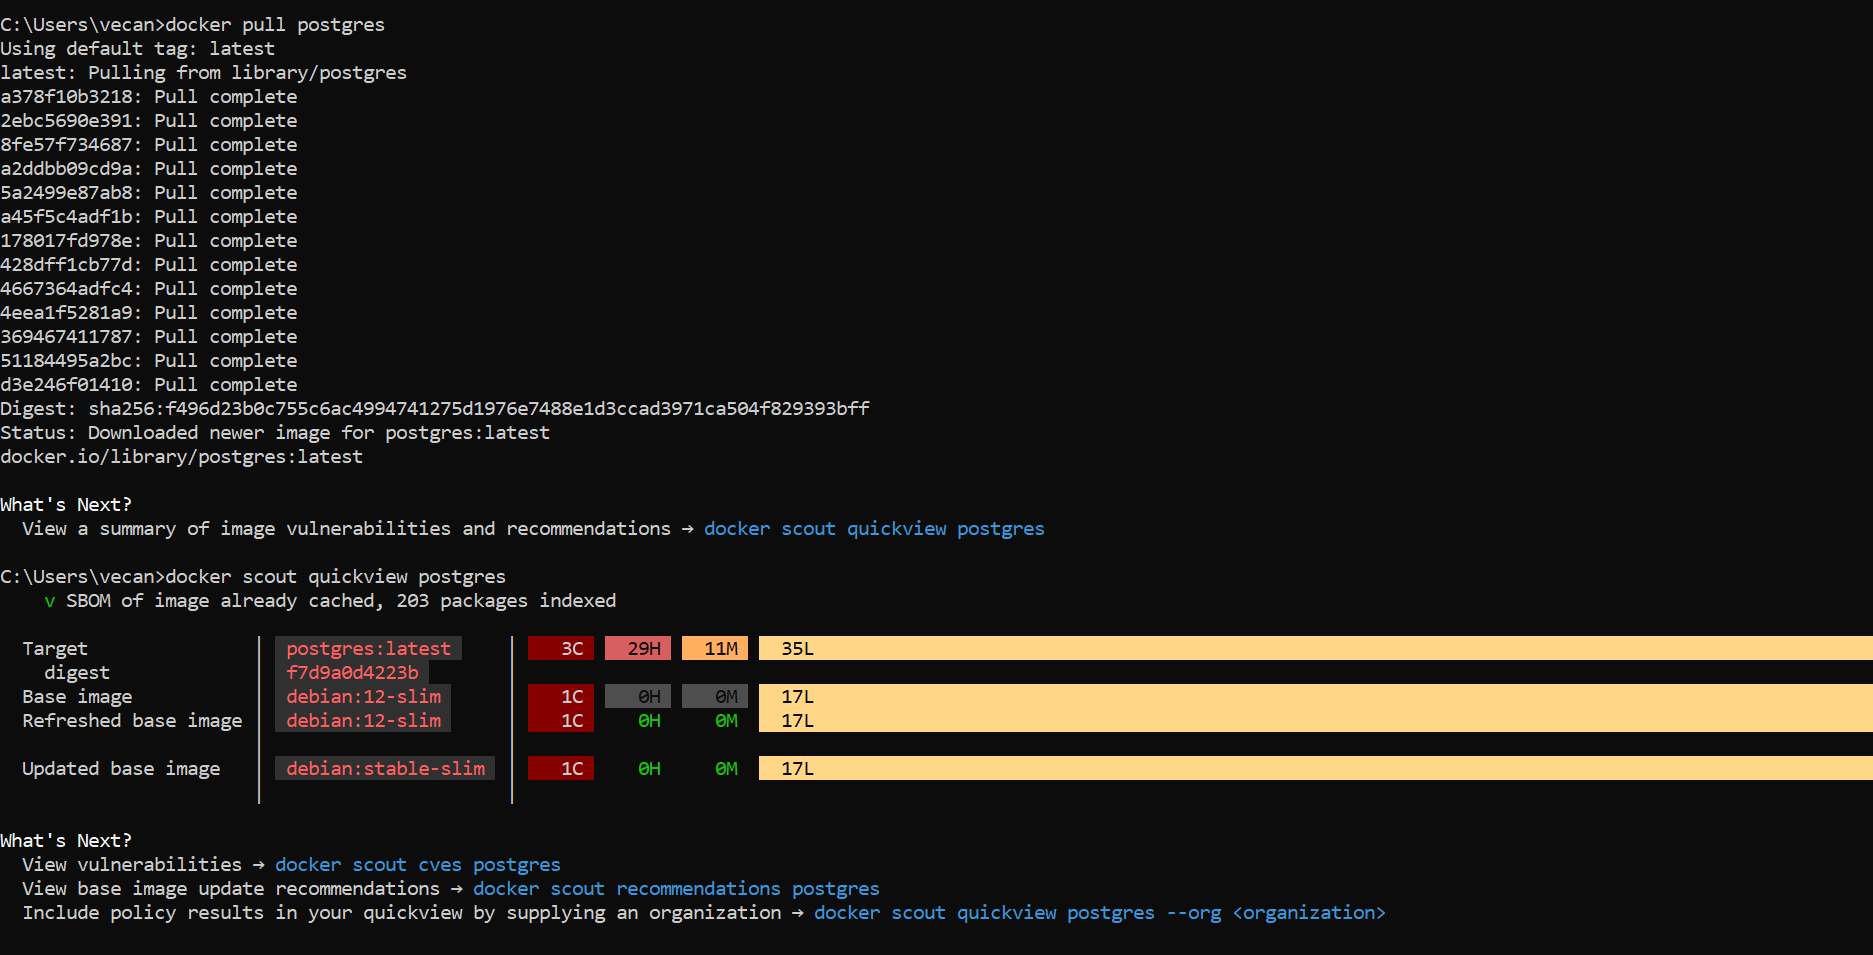 C:\Users\vecan>docker pull postgres
Using default tag: latest
latest: Pulling from library/postgres
a378f10b3218: Pull complete
2ebc5690e391: Pull complete
8fe57f734687: Pull complete
a2ddbb09cd9a: Pull complete
5a2499e87ab8: Pull complete
a45f5c4adf1b: Pull complete
178017fd978e: Pull complete
428dff1cb77d: Pull complete
4667364adfc4: Pull complete
4eea1f5281a9: Pull complete
369467411787: Pull complete
51184495a2bc: Pull complete
d3e246f01410: Pull complete
Digest: sha256:f496d23b0c755c6ac4994741275d1976e7488e1d3ccad3971ca504f829393bff
Status: Downloaded newer image for postgres:latest
docker.io/library/postgres:latest
What's Next?
View a summary of image vulnerabilities and recommendations → docker scout quickview postgres
C:\Users\vecan>docker scout quickview postgres
v SBOM of image already cached, 203 packages indexed
Target │ postgres:latest │ 3C 29H 11M 35L
digest │ f7d9a0d4223b │
Base image │ debian:12-slim │ 1C 0H 0M 17L
Refreshed base image │ debian:12-slim │ 1C 0H 0M 17L
Updated base image │ debian:stable-slim │ 1C 0H 0M 17L
What's Next?
View vulnerabilities → docker scout cves postgres
View base image update recommendations → docker scout recommendations postgres
Include policy results in your quickview by supplying an organization → docker scout quickview postgres --org <organization>